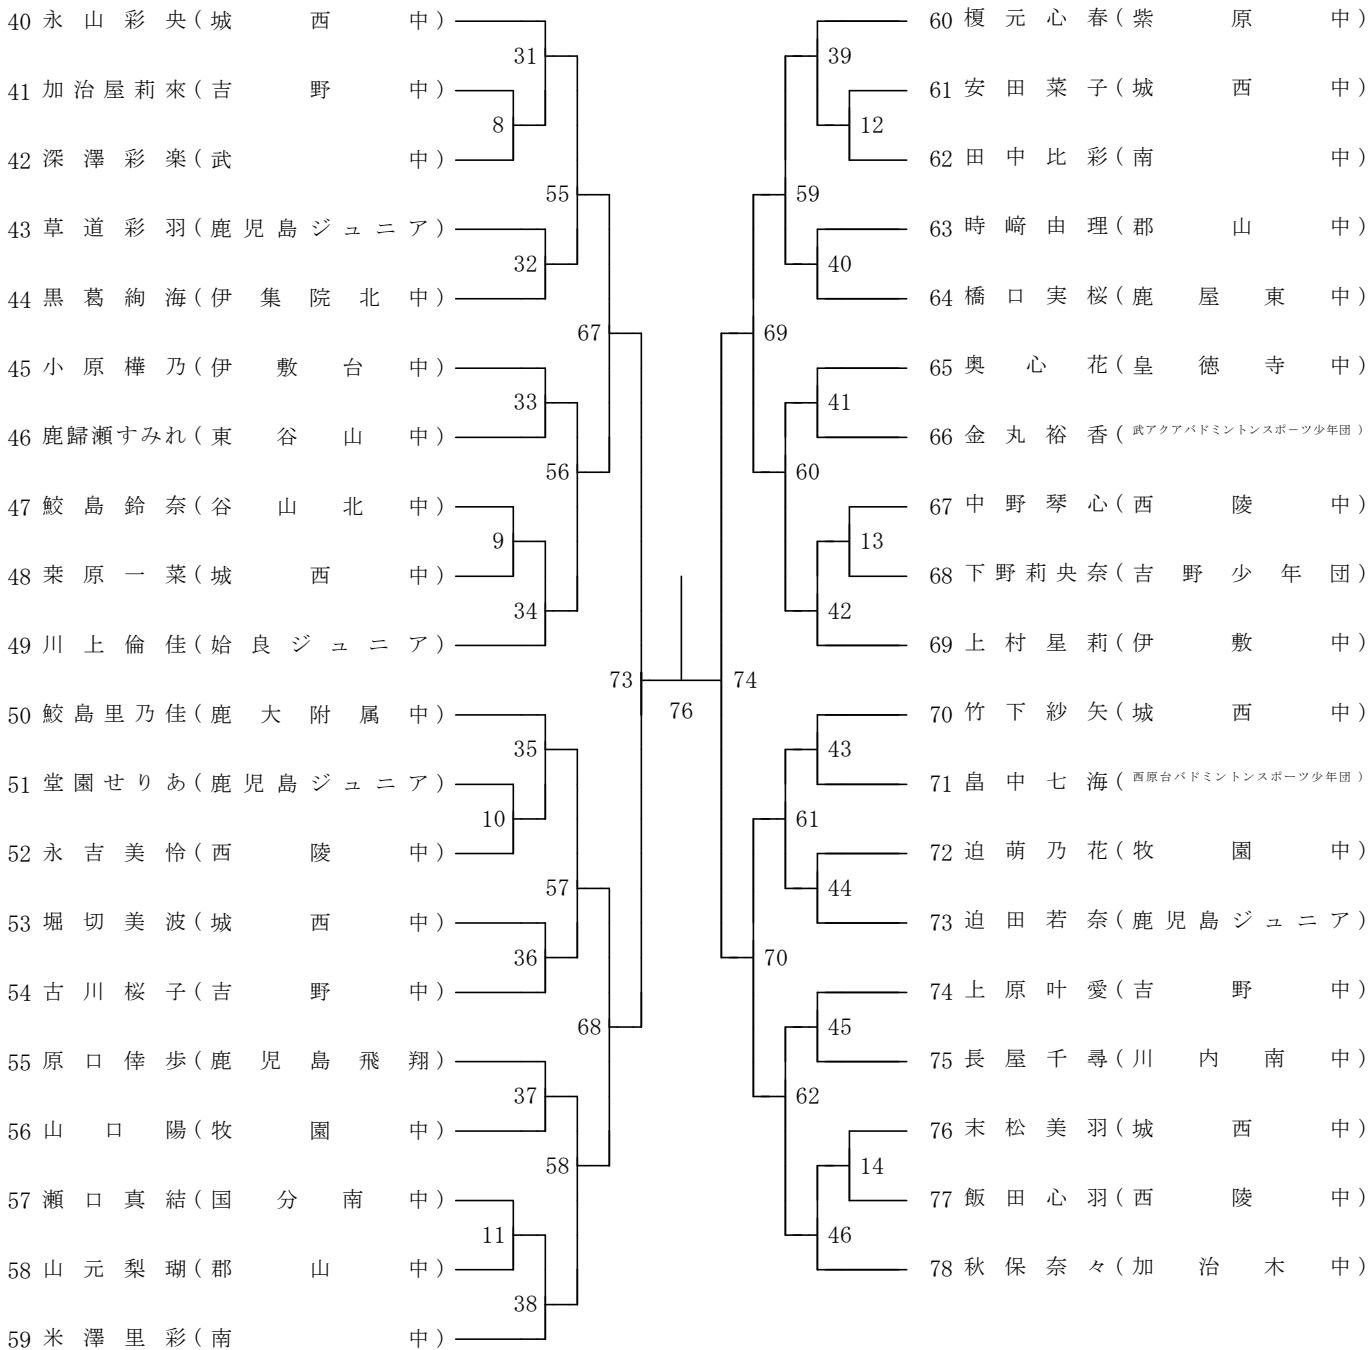 40 永山彩央(城西中)
31
41 加治屋莉來(吉野中)
8
42 深澤彩楽(武中)
55
43 草道彩羽(鹿児島ジュニア)
32
44 黒葛絢海(伊集院北中)
67
45 小原樺乃(伊敷台中)
33
46 鹿歸瀬すみれ(東谷山中)
56
47 鮫島鈴奈(谷山北中)
9
48 桒原一菜(城西中)
34
49 川上倫佳(姶良ジュニア)
73
50 鮫島里乃佳(鹿大附属中)
35
51 堂園せりあ(鹿児島ジュニア)
10
52 永吉美怜(西陵中)
57
53 堀切美波(城西中)
36
54 古川桜子(吉野中)
68
55 原口倖歩(鹿児島飛翔)
37
56 山口陽(牧園中)
58
57 瀬口真結(国分南中)
11
58 山元梨瑚(郡山中)
38
59 米澤里彩(南中)
76
60 榎元心春(紫原中)
39
61 安田菜子(城西中)
12
62 田中比彩(南中)
59
63 時﨑由理(郡山中)
40
64 橋口実桜(鹿屋東中)
69
65 奥心花(皇徳寺中)
41
66 金丸裕香(武アクアバドミントンスポーツ少年団)
60
67 中野琴心(西陵中)
13
68 下野莉央奈(吉野少年団)
42
69 上村星莉(伊敷中)
74
70 竹下紗矢(城西中)
43
71 畠中七海(西原台バドミントンスポーツ少年団)
61
72 迫萌乃花(牧園中)
44
73 迫田若奈(鹿児島ジュニア)
70
74 上原叶愛(吉野中)
45
75 長屋千尋(川内南中)
62
76 末松美羽(城西中)
14
77 飯田心羽(西陵中)
46
78 秋保奈々(加治木中)